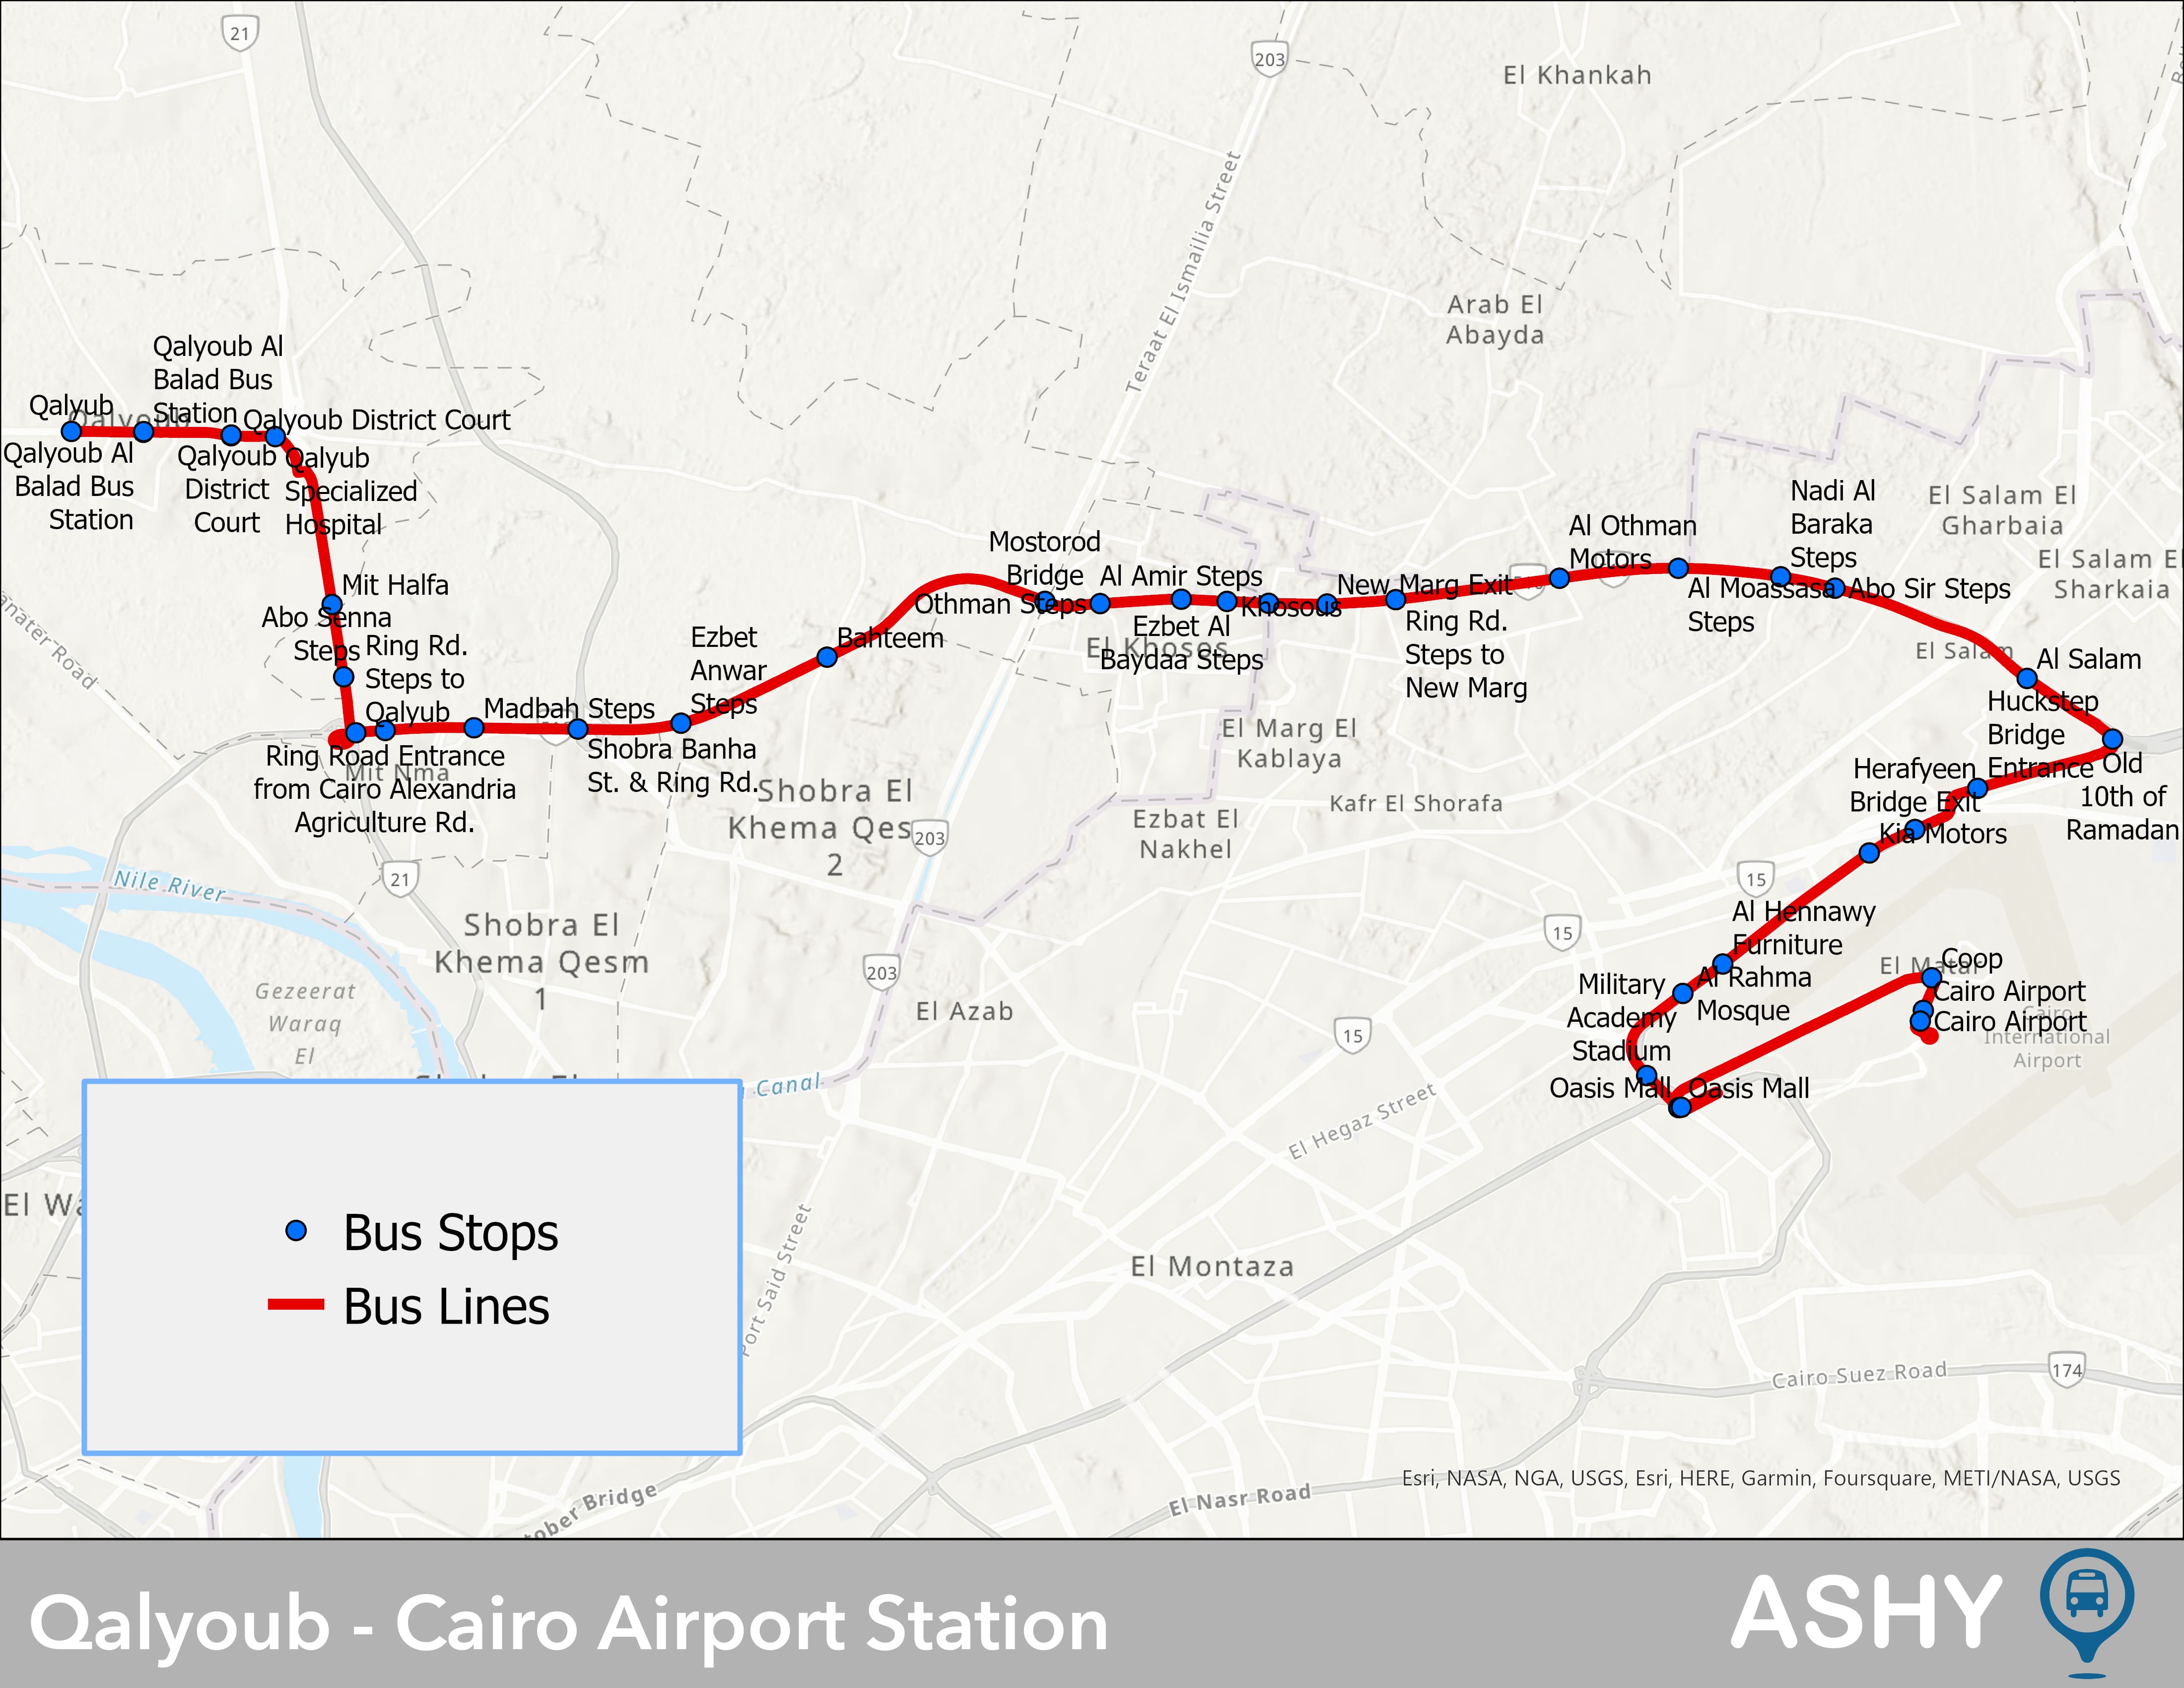 21
203
El Khankah
Teraat El Ismailia Street
Arab El
Abayda
Qalyoub Al
Balad Bus
Station
Qalyub
Qalyoub
Qalyoub District Court
Qalyoub Al
Balad Bus
Station
Qalyoub
District
Court
Qalyub
Specialized
Hospital
Mit Halfa
Abo Senna
Steps
Ring Rd.
Steps to
Qalyub
Madbah Steps
Ring Road Entrance
from Cairo Alexandria
Agriculture Rd.
Mit Nma
Shobra Banha
St. & Ring Rd.
Ezbet
Anwar
Steps
Bahteem
Mostorod
Bridge
Othman Steps
Al Amir Steps
El Khosos
Ezbet Al
Baydaa Steps
Khosous
New Marg Exit
Ring Rd.
Steps to
New Marg
Al Othman
Motors
Al Moassasa
Steps
Nadi Al
Baraka
Steps
Abo Sir Steps
El Salam El
Gharbaia
El Salam El
Sharkaia
El Salam
Al Salam
Huckstep
Bridge
Entrance
Old
10th of
Ramadan
Herafyeen
Bridge Exit
Kia Motors
El Marg El
Kablaya
Kafr El Shorafa
Ezbat El
Nakhel
Shobra El
Khema Qes
2
203
21
Nile River
Shobra El
Khema Qesm
1
Gezeerat
Waraq
El
203
El Azab
15
15
15
Al Hennawy
Furniture
Al Rahma
Mosque
Military
Academy
Stadium
Oasis Mall
Oasis Mall
El Matar
Coop
Cairo Airport
Cairo Airport
Cairo
International
Airport
Canal
El Hegaz Street
El Wa
Port Said Street
El Montaza
Bus Stops
Bus Lines
Cairo Suez Road
174
tober Bridge
El Nasr Road
Esri, NASA, NGA, USGS, Esri, HERE, Garmin, Foursquare, METI/NASA, USGS
Qalyoub - Cairo Airport Station
ASHY